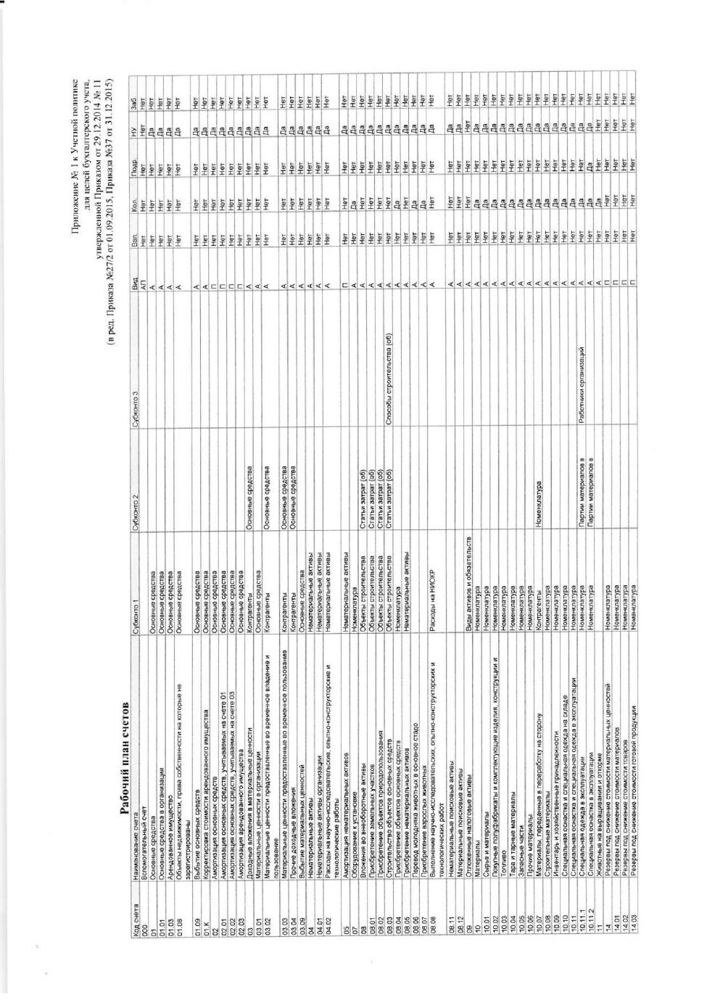 Приложение № 1 к Учетной политике
для целей бухгалтерского учета,
утвержденной Приказом от 29.12.2014 № 11
(в ред. Приказа №27/2 от 01.09.2015, Приказа №37 от 31.12.2015)
Рабочий план счетов
Код счета Наименование счета Субконто 1 Субконто 2 Субконто 3 Вид Вал. Кол. Подр. НУ Заб.
000 Вспомогательный счет АП Нет Нет Нет Нет Нет
01 Основные средства Основные средства А Нет Нет Нет Да Нет
01.01 Основные средства в организации Основные средства А Нет Нет Нет Да Нет
01.03 Арендованное имущество Основные средства А Нет Нет Нет Да Нет
01.08 Объекты недвижимости, права собственности на которые не Основные средства А Нет Нет Нет Да Нет
зарегистрированы
01.09 Выбытие основных средств Основные средства А Нет Нет Нет Да Нет
01.К Корректировка стоимости арендованного имущества Основные средства А Нет Нет Нет Да Нет
02 Амортизация основных средств Основные средства П Нет Нет Нет Да Нет
02.01 Амортизация основных средств, учитываемых на счете 01 Основные средства П Нет Нет Нет Да Нет
02.02 Амортизация основных средств, учитываемых на счете 03 Основные средства П Нет Нет Нет Да Нет
02.03 Амортизация арендованного имущества Основные средства П Нет Нет Нет Да Нет
03 Доходные вложения в материальные ценности Контрагенты Основные средства А Нет Нет Нет Да Нет
03.01 Материальные ценности в организации Основные средства А Нет Нет Нет Да Нет
03.02 Материальные ценности предоставленные во временное владение и Контрагенты Основные средства А Нет Нет Нет Да Нет
пользование
03.03 Материальные ценности предоставленные во временное пользование Контрагенты Основные средства А Нет Нет Нет Да Нет
03.04 Прочие доходные вложения Контрагенты Основные средства А Нет Нет Нет Да Нет
03.09 Выбытие материальных ценностей Основные средства А Нет Нет Нет Да Нет
04 Нематериальные активы Нематериальные активы А Нет Нет Нет Да Нет
04.01 Нематериальные активы организации Нематериальные активы А Нет Нет Нет Да Нет
04.02 Расходы на научно-исследовательские, опытно-конструкторские и Нематериальные активы А Нет Нет Нет Да Нет
технологические работы
05 Амортизация нематериальных активов Нематериальные активы П Нет Нет Нет Да Нет
07 Оборудование к установке Номенклатура А Нет Да Нет Да Нет
08 Вложения во внеоборотные активы Объекты строительства Статьи затрат (об) А Нет Нет Нет Да Нет
08.01 Приобретение земельных участков Объекты строительства Статьи затрат (об) А Нет Нет Нет Да Нет
08.02 Приобретение объектов природопользования Объекты строительства Статьи затрат (об) А Нет Нет Нет Да Нет
08.03 Строительство объектов основных средств Объекты строительства Статьи затрат (об) Способы строительства (об) А Нет Нет Нет Да Нет
08.04 Приобретение объектов основных средств Номенклатура А Нет Да Нет Да Нет
08.05 Приобретение нематериальных активов Нематериальные активы А Нет Нет Нет Да Нет
08.06 Перевод молодняка животных в основное стадо А Нет Да Нет Да Нет
08.07 Приобретение взрослых животных А Нет Да Нет Да Нет
08.08 Выполнение научно-исследовательских, опытно-конструкторских и Расходы на НИОКР А Нет Нет Нет Да Нет
технологических работ
08.11 Нематериальные поисковые активы А Нет Нет Нет Да Нет
08.12 Материальные поисковые активы А Нет Нет Нет Да Нет
09 Отложенные налоговые активы Виды активов и обязательств А Нет Нет Нет Нет Нет
10 Материалы Номенклатура А Нет Да Нет Да Нет
10.01 Сырье и материалы Номенклатура А Нет Да Нет Да Нет
10.02 Покупные полуфабрикаты и комплектующие изделия, конструкции и Номенклатура А Нет Да Нет Да Нет
10.03 Топливо Номенклатура А Нет Да Нет Да Нет
10.04 Тара и тарные материалы Номенклатура А Нет Да Нет Да Нет
10.05 Запасные части Номенклатура А Нет Да Нет Да Нет
10.06 Прочие материалы Номенклатура А Нет Да Нет Да Нет
10.07 Материалы, переданные в переработку на сторону Контрагенты Номенклатура А Нет Да Нет Да Нет
10.08 Строительные материалы Номенклатура А Нет Да Нет Да Нет
10.09 Инвентарь и хозяйственные принадлежности Номенклатура А Нет Да Нет Да Нет
10.10 Специальная оснастка и специальная одежда на складе Номенклатура А Нет Да Нет Да Нет
10.11 Специальная оснастка и специальная одежда в эксплуатации Номенклатура А Нет Да Нет Да Нет
10.11.1 Специальная одежда в эксплуатации Номенклатура Партии материалов в Работники организаций А Нет Да Нет Да Нет
10.11.2 Специальная оснастка в эксплуатации Номенклатура Партии материалов в А Нет Да Да Да Нет
11 Животные на выращивании и откорме А Нет Да Нет Нет Нет
14 Резервы под снижение стоимости материальных ценностей Номенклатура П Нет Нет Нет Нет Нет
14.01 Резервы под снижение стоимости материалов Номенклатура П Нет Нет Нет Нет Нет
14.02 Резервы под снижение стоимости товаров Номенклатура П Нет Нет Нет Нет Нет
14.03 Резервы под снижение стоимости готовой продукции Номенклатура П Нет Нет Нет Нет Нет